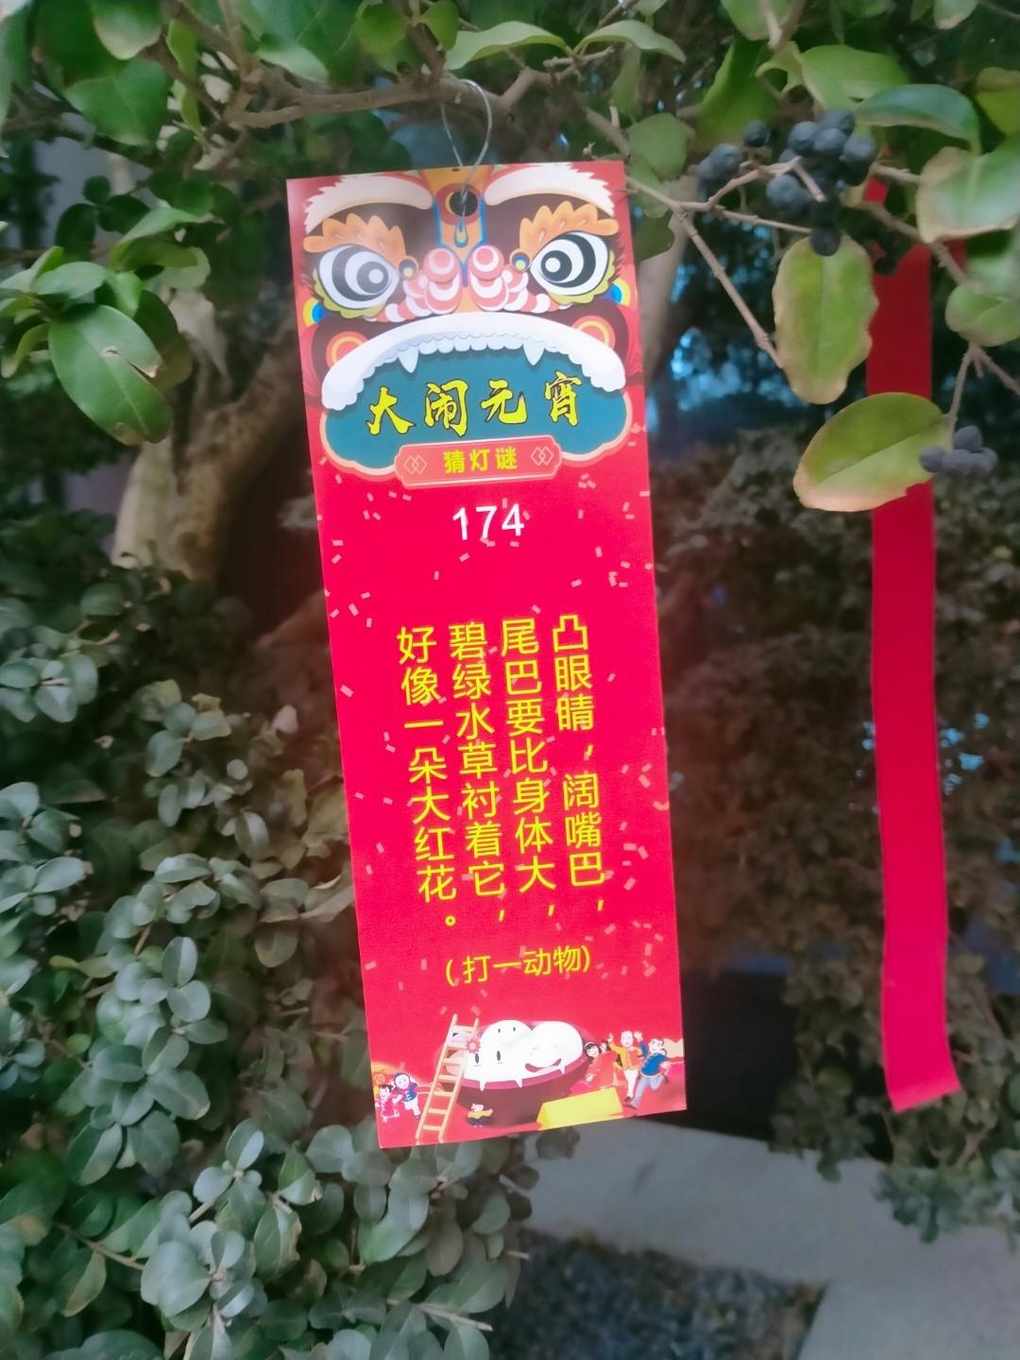 大闹元宵
猜灯谜
174
凸眼睛，阔嘴巴，
尾巴要比身体大，
碧绿水草衬着它，
好像一朵大红花。
(打一动物)